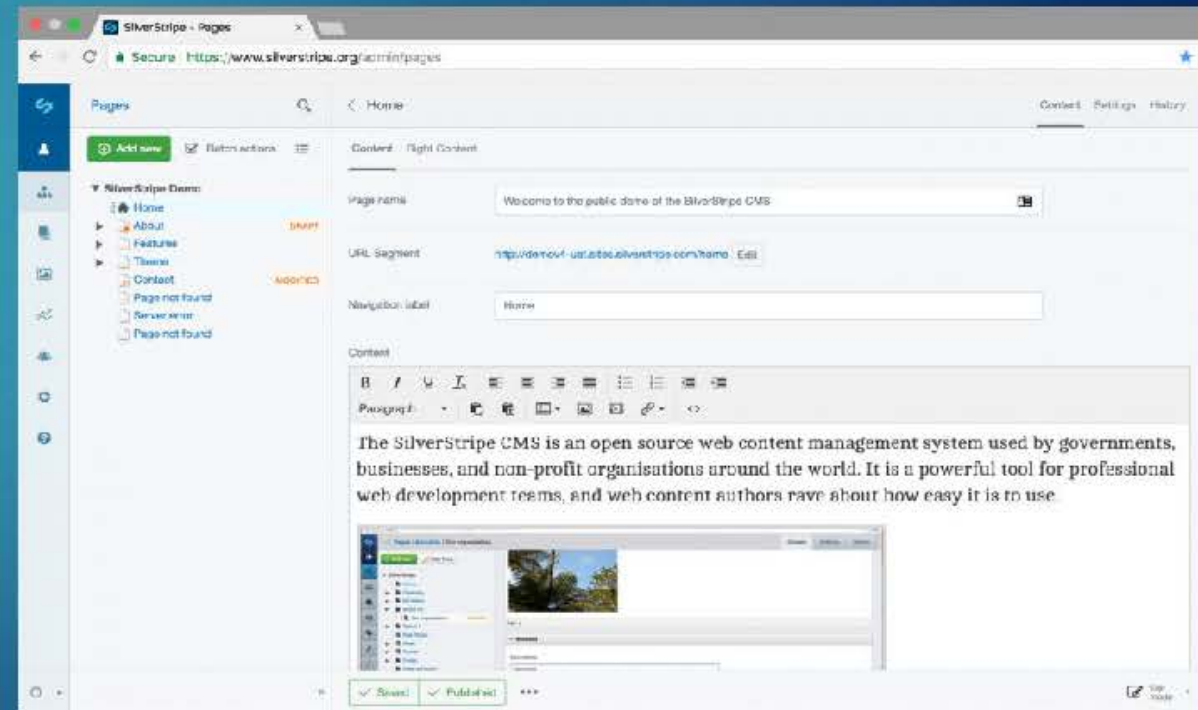 SilverStripe - Pages
Secure https://www.silverstripe.org/admin/pages
Pages
Home
Content Settings History
Add new
Batch actions
Content Right Content
SilverStripe Demo
Home
About
DRAFT
Features
Theme
Contact
MODIFIED
Page not found
Server error
Page not found
Page name
Welcome to the public demo of the SilverStripe CMS
URL Segment
Edit
Navigation label
Home
Content
Paragraph
The SilverStripe CMS is an open source web content management system used by governments,
businesses, and non-profit organisations around the world. It is a powerful tool for professional
web development teams, and web content authors rave about how easy it is to use
Saved
Published